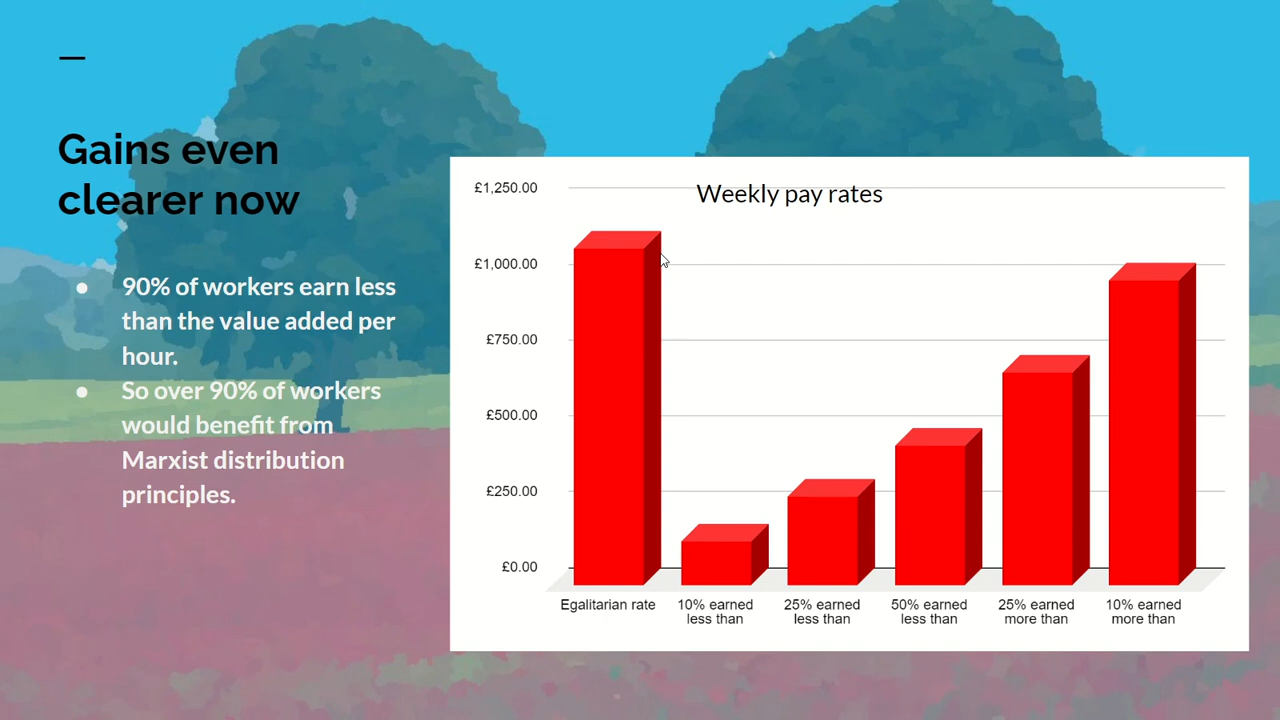 Gains even
clearer now
● 90% of workers earn less
than the value added per
hour.
● So over 90% of workers
would benefit from
Marxist distribution
principles.
Weekly pay rates
£1,250.00
£1,000.00
£750.00
£500.00
£250.00
£0.00
Egalitarian rate
10% earned
less than
25% earned
less than
50% earned
less than
25% earned
more than
10% earned
more than